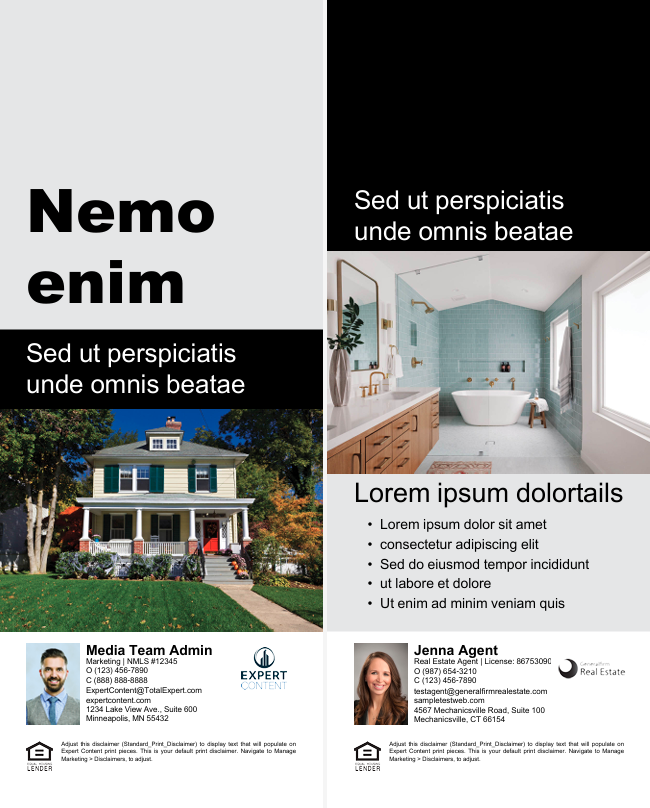 Nemo
enim
Sed ut perspiciatis
unde omnis beatae
Media Team Admin
Marketing | NMLS #12345
O (123) 456-7890
C (888) 888-8888
ExpertContent@TotalExpert.com
expertcontent.com
1234 Lake View Ave., Suite 600
Minneapolis, MN 55432
EXPERT
CONTENT
EQUAL HOUSING
LENDER
Adjust this disclaimer (Standard_Print_Disclaimer) to display text that will populate on
Expert Content print pieces. This is your default print disclaimer. Navigate to Manage
Marketing > Disclaimers, to adjust.
Sed ut perspiciatis
unde omnis beatae
Lorem ipsum dolortails
• Lorem ipsum dolor sit amet
• consectetur adipiscing elit
• Sed do eiusmod tempor incididunt
• ut labore et dolore
• Ut enim ad minim veniam quis
Jenna Agent
Real Estate Agent | License: 86753090
O (987) 654-3210
C (123) 456-7890
testagent@generalfirmrealestate.com
sampletestweb.com
4567 Mechanicsville Road, Suite 100
Mechanicsville, CT 66154
General Firm
Real Estate
EQUAL HOUSING
LENDER
Adjust this disclaimer (Standard_Print_Disclaimer) to display text that will populate on
Expert Content print pieces. This is your default print disclaimer. Navigate to Manage
Marketing > Disclaimers, to adjust.